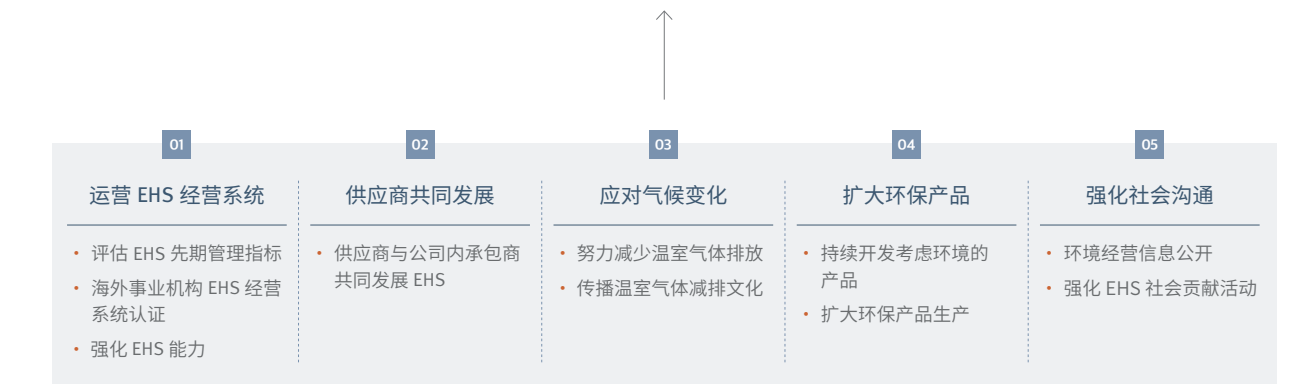 01
运营 EHS 经营系统
• 评估 EHS 先期管理指标
• 海外事业机构 EHS 经营
系统认证
• 强化 EHS 能力
02
供应商共同发展
• 供应商与公司内承包商
共同发展 EHS
03
应对气候变化
• 努力减少温室气体排放
• 传播温室气体减排文化
04
扩大环保产品
• 持续开发考虑环境的
产品
• 扩大环保产品生产
05
强化社会沟通
• 环境经营信息公开
• 强化 EHS 社会贡献活动